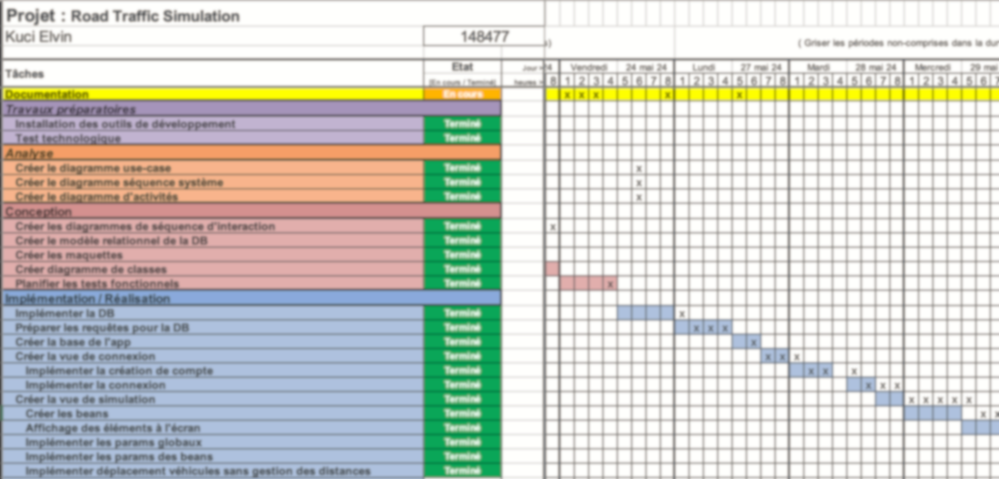 Projet : Road Traffic Simulation
Kuci Elvin 148477 s) ( Griser les périodes non-comprises dans la dur
Tâches Etat Jour > 4 Vendredi 24 mai 24 Lundi 27 mai 24 Mardi 28 mai 24 Mercredi 29 mai
(En cours / Terminé) heures > 8 1 2 3 4 5 6 7 8 1 2 3 4 5 6 7 8 1 2 3 4 5 6 7 8 1 2 3 4 5 6 7
Documentation En cours x x x x x
Travaux préparatoires
Installation des outils de développement Terminé
Test technologique Terminé
Analyse
Créer le diagramme use-case Terminé x
Créer le diagramme séquence système Terminé x
Créer le diagramme d'activités Terminé x
Conception
Créer les diagrammes de séquence d'interaction Terminé x
Créer le modèle relationnel de la DB Terminé
Créer les maquettes Terminé
Créer diagramme de classes Terminé
Planifier les tests fonctionnels Terminé x
Implémentation / Réalisation
Implémenter la DB Terminé x
Préparer les requêtes pour la DB Terminé x x x
Créer la base de l'app Terminé x
Créer la vue de connexion Terminé x x x
Implémenter la création de compte Terminé x x x
Implémenter la connexion Terminé x x x
Créer la vue de simulation Terminé x x x x x
Créer les beans Terminé x x
Affichage des éléments à l'écran Terminé
Implémenter les params globaux Terminé
Implémenter les params des beans Terminé
Implémenter déplacement véhicules sans gestion des distances Terminé